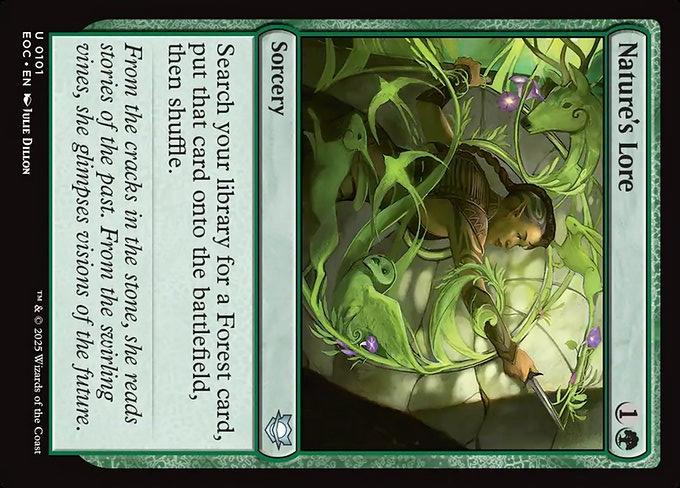 Nature's Lore
1
Sorcery
Search your library for a Forest card,
put that card onto the battlefield,
then shuffle.
From the cracks in the stone, she reads
stories of the past. From the swirling
vines, she glimpses visions of the future.
U 0101
EOC • EN Julie Dillon
™ & © 2025 Wizards of the Coast